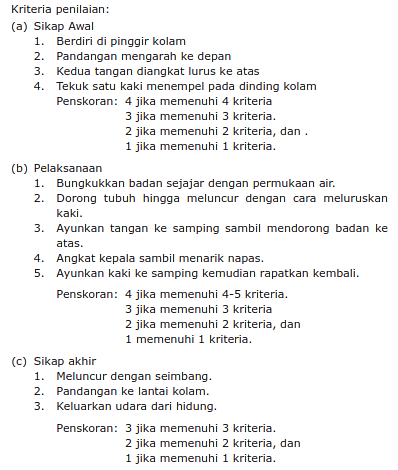 Kriteria penilaian:
(a) Sikap Awal
1. Berdiri di pinggir kolam
2. Pandangan mengarah ke depan
3. Kedua tangan diangkat lurus ke atas
4. Tekuk satu kaki menempel pada dinding kolam
Penskoran: 4 jika memenuhi 4 kriteria
3 jika memenuhi 3 kriteria.
2 jika memenuhi 2 kriteria, dan .
1 jika memenuhi 1 kriteria.
(b) Pelaksanaan
1. Bungkukkan badan sejajar dengan permukaan air.
2. Dorong tubuh hingga meluncur dengan cara meluruskan
kaki.
3. Ayunkan tangan ke samping sambil mendorong badan ke
atas.
4. Angkat kepala sambil menarik napas.
5. Ayunkan kaki ke samping kemudian rapatkan kembali.
Penskoran: 4 jika memenuhi 4-5 kriteria.
3 jika memenuhi 3 kriteria
2 jika memenuhi 2 kriteria, dan
1 memenuhi 1 kriteria.
(c) Sikap akhir
1. Meluncur dengan seimbang.
2. Pandangan ke lantai kolam.
3. Keluarkan udara dari hidung.
Penskoran: 3 jika memenuhi 3 kriteria.
2 jika memenuhi 2 kriteria, dan
1 jika memenuhi 1 kriteria.